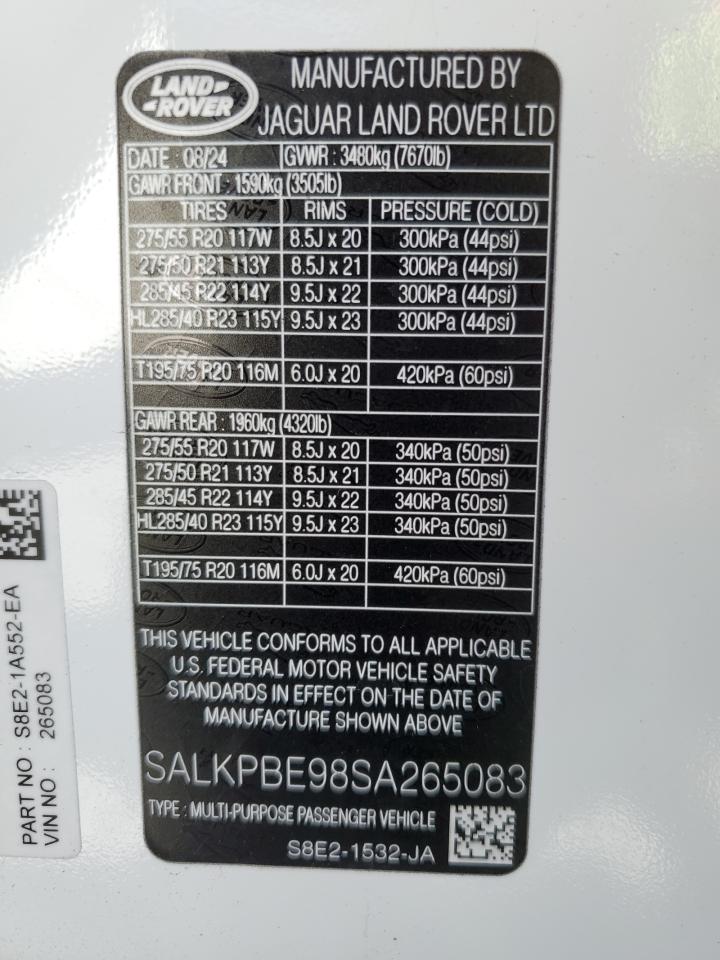 LAND
ROVER
MANUFACTURED BY
JAGUAR LAND ROVER LTD
DATE : 08/24 GVWR : 3480kg (7670lb)
GAWR FRONT : 1590kg (3505lb)
TIRES RIMS PRESSURE (COLD)
275/55 R20 117W 8.5J x 20 300kPa (44psi)
275/50 R21 113Y 8.5J x 21 300kPa (44psi)
285/45 R22 114Y 9.5J x 22 300kPa (44psi)
HL285/40 R23 115Y 9.5J x 23 300kPa (44psi)
T195/75 R20 116M 6.0J x 20 420kPa (60psi)
GAWR REAR : 1960kg (4320lb)
275/55 R20 117W 8.5J x 20 340kPa (50psi)
275/50 R21 113Y 8.5J x 21 340kPa (50psi)
285/45 R22 114Y 9.5J x 22 340kPa (50psi)
HL285/40 R23 115Y 9.5J x 23 340kPa (50psi)
T195/75 R20 116M 6.0J x 20 420kPa (60psi)
THIS VEHICLE CONFORMS TO ALL APPLICABLE
U.S. FEDERAL MOTOR VEHICLE SAFETY
STANDARDS IN EFFECT ON THE DATE OF
MANUFACTURE SHOWN ABOVE
SALKPBE98SA265083
TYPE : MULTI-PURPOSE PASSENGER VEHICLE
S8E2-1532-JA
PART NO : S8E2-1A552-EA
VIN NO : 265083